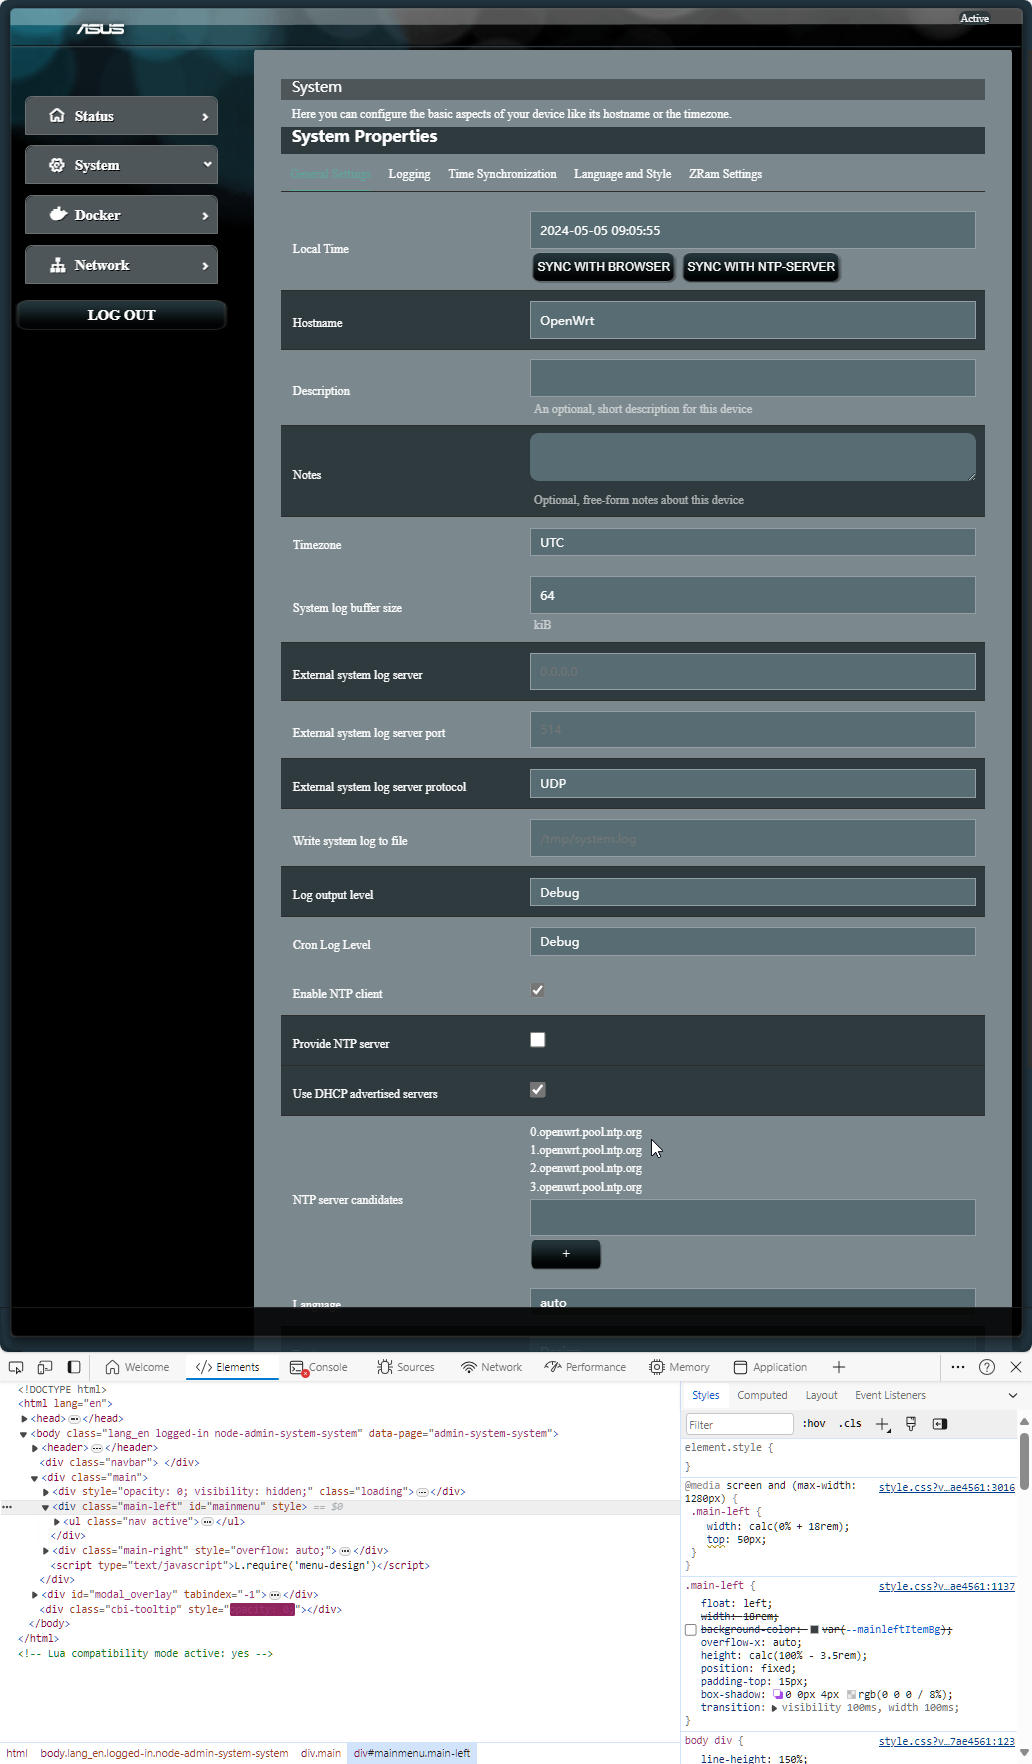 ASUS
Active
Status
System
Docker
Network
LOG OUT
System
Here you can configure the basic aspects of your device like its hostname or the timezone.
System Properties
General Settings Logging Time Synchronization Language and Style ZRam Settings
Local Time
2024-05-05 09:05:55
SYNC WITH BROWSER SYNC WITH NTP-SERVER
Hostname
OpenWrt
Description
An optional, short description for this device
Notes
Optional, free-form notes about this device
Timezone
UTC
System log buffer size
64
kiB
External system log server
0.0.0.0
External system log server port
514
External system log server protocol
UDP
Write system log to file
/tmp/system.log
Log output level
Debug
Cron Log Level
Debug
Enable NTP client
Provide NTP server
Use DHCP advertised servers
NTP server candidates
0.openwrt.pool.ntp.org
1.openwrt.pool.ntp.org
2.openwrt.pool.ntp.org
3.openwrt.pool.ntp.org
+
Language
auto
Welcome </> Elements Console Sources Network Performance Memory Application
<!DOCTYPE html>
<html lang="en">
<head> ⋯ </head>
<body class="lang_en logged-in node-admin-system-system" data-page="admin-system-system">
<header> ⋯ </header>
<div class="navbar"> </div>
<div class="main">
<div style="opacity: 0; visibility: hidden;" class="loading"> ⋯ </div>
<div class="main-left" id="mainmenu" style> == $0
<ul class="nav active"> ⋯ </ul>
</div>
<div class="main-right" style="overflow: auto;"> ⋯ </div>
<script type="text/javascript">L.require('menu-design')</script>
</div>
<div id="modal_overlay" tabindex="-1"> ⋯ </div>
<div class="cbi-tooltip" style=" "></div>
</body>
</html>
<!-- Lua compatibility mode active: yes -->
html body.lang_en.logged-in.node-admin-system-system div.main div#mainmenu.main-left
Styles Computed Layout Event Listeners
Filter :hov .cls
element.style {
}
@media screen and (max-width: style.css?v…ae4561:3016
1280px) {
.main-left {
width: calc(0% + 18rem);
top: 50px;
}
}
.main-left { style.css?v…ae4561:1137
float: left;
width: 18rem;
background-color: var(--mainleftItemBg);
overflow-x: auto;
height: calc(100% - 3.5rem);
position: fixed;
padding-top: 15px;
box-shadow: 0 0px 4px rgb(0 0 0 / 8%);
transition: visibility 100ms, width 100ms;
}
body div { style.css?v…7ae4561:123
line-height: 150%;